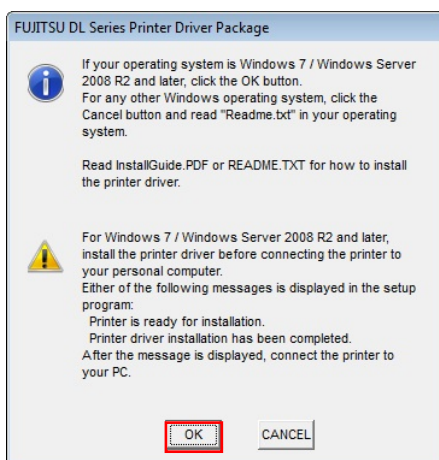 FUJITSU DL Series Printer Driver Package
If your operating system is Windows 7 / Windows Server
2008 R2 and later, click the OK button.
For any other Windows operating system, click the
Cancel button and read "Readme.txt" in your operating
system.
Read InstallGuide.PDF or README.TXT for how to install
the printer driver.
For Windows 7 / Windows Server 2008 R2 and later,
install the printer driver before connecting the printer to
your personal computer.
Either of the following messages is displayed in the setup
program:
Printer is ready for installation.
Printer driver installation has been completed.
After the message is displayed, connect the printer to
your PC.
OK
CANCEL